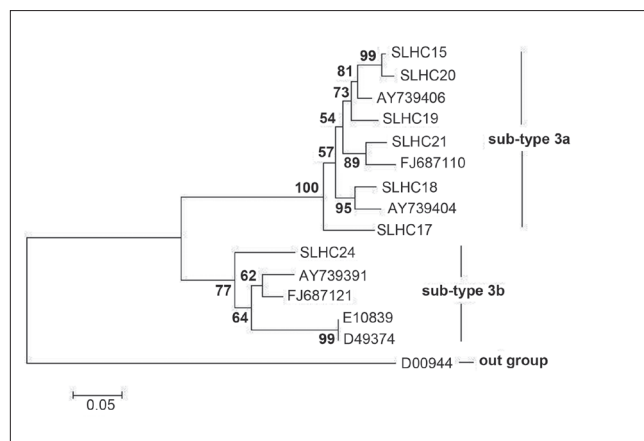 99 SLHC15
81 SLHC20
73 AY739406
54 SLHC19
57 SLHC21 sub-type 3a
89 FJ687110
100 SLHC18
95 AY739404
SLHC17
SLHC24
62 AY739391
77 FJ687121 sub-type 3b
64 E10839
99 D49374
D00944 out group
0.05